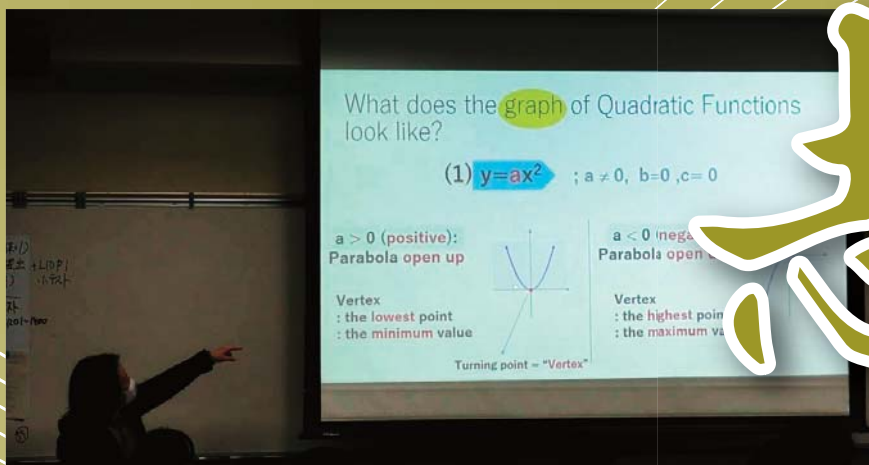 What does the graph of Quadratic Functions
look like?
(1) y=ax² ; a ≠ 0, b=0 ,c= 0
a > 0 (positive):
Parabola open up
Vertex
: the lowest point
: the minimum value
Turning point = "Vertex"
a < 0
Parabola open
Vertex
: the highest
: the maximum